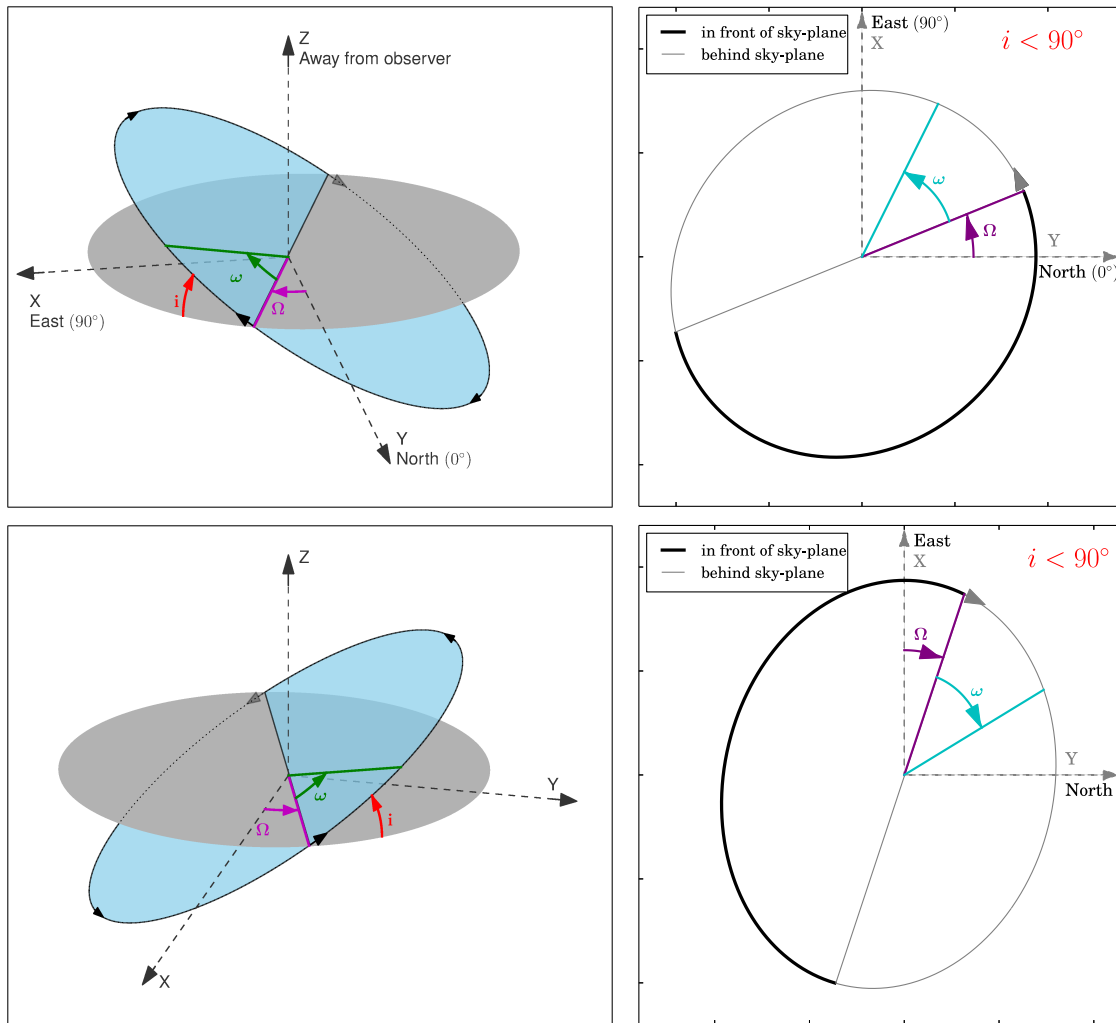 Z
Away from observer
ω
i
Ω
X
East (90°)
Y
North (0°)
in front of sky-plane
behind sky-plane
East (90°)
X
i < 90°
ω
Ω
Y
North (0°)
Z
Y
ω
Ω
i
X
in front of sky-plane
behind sky-plane
East
X
i < 90°
Ω
ω
Y
North